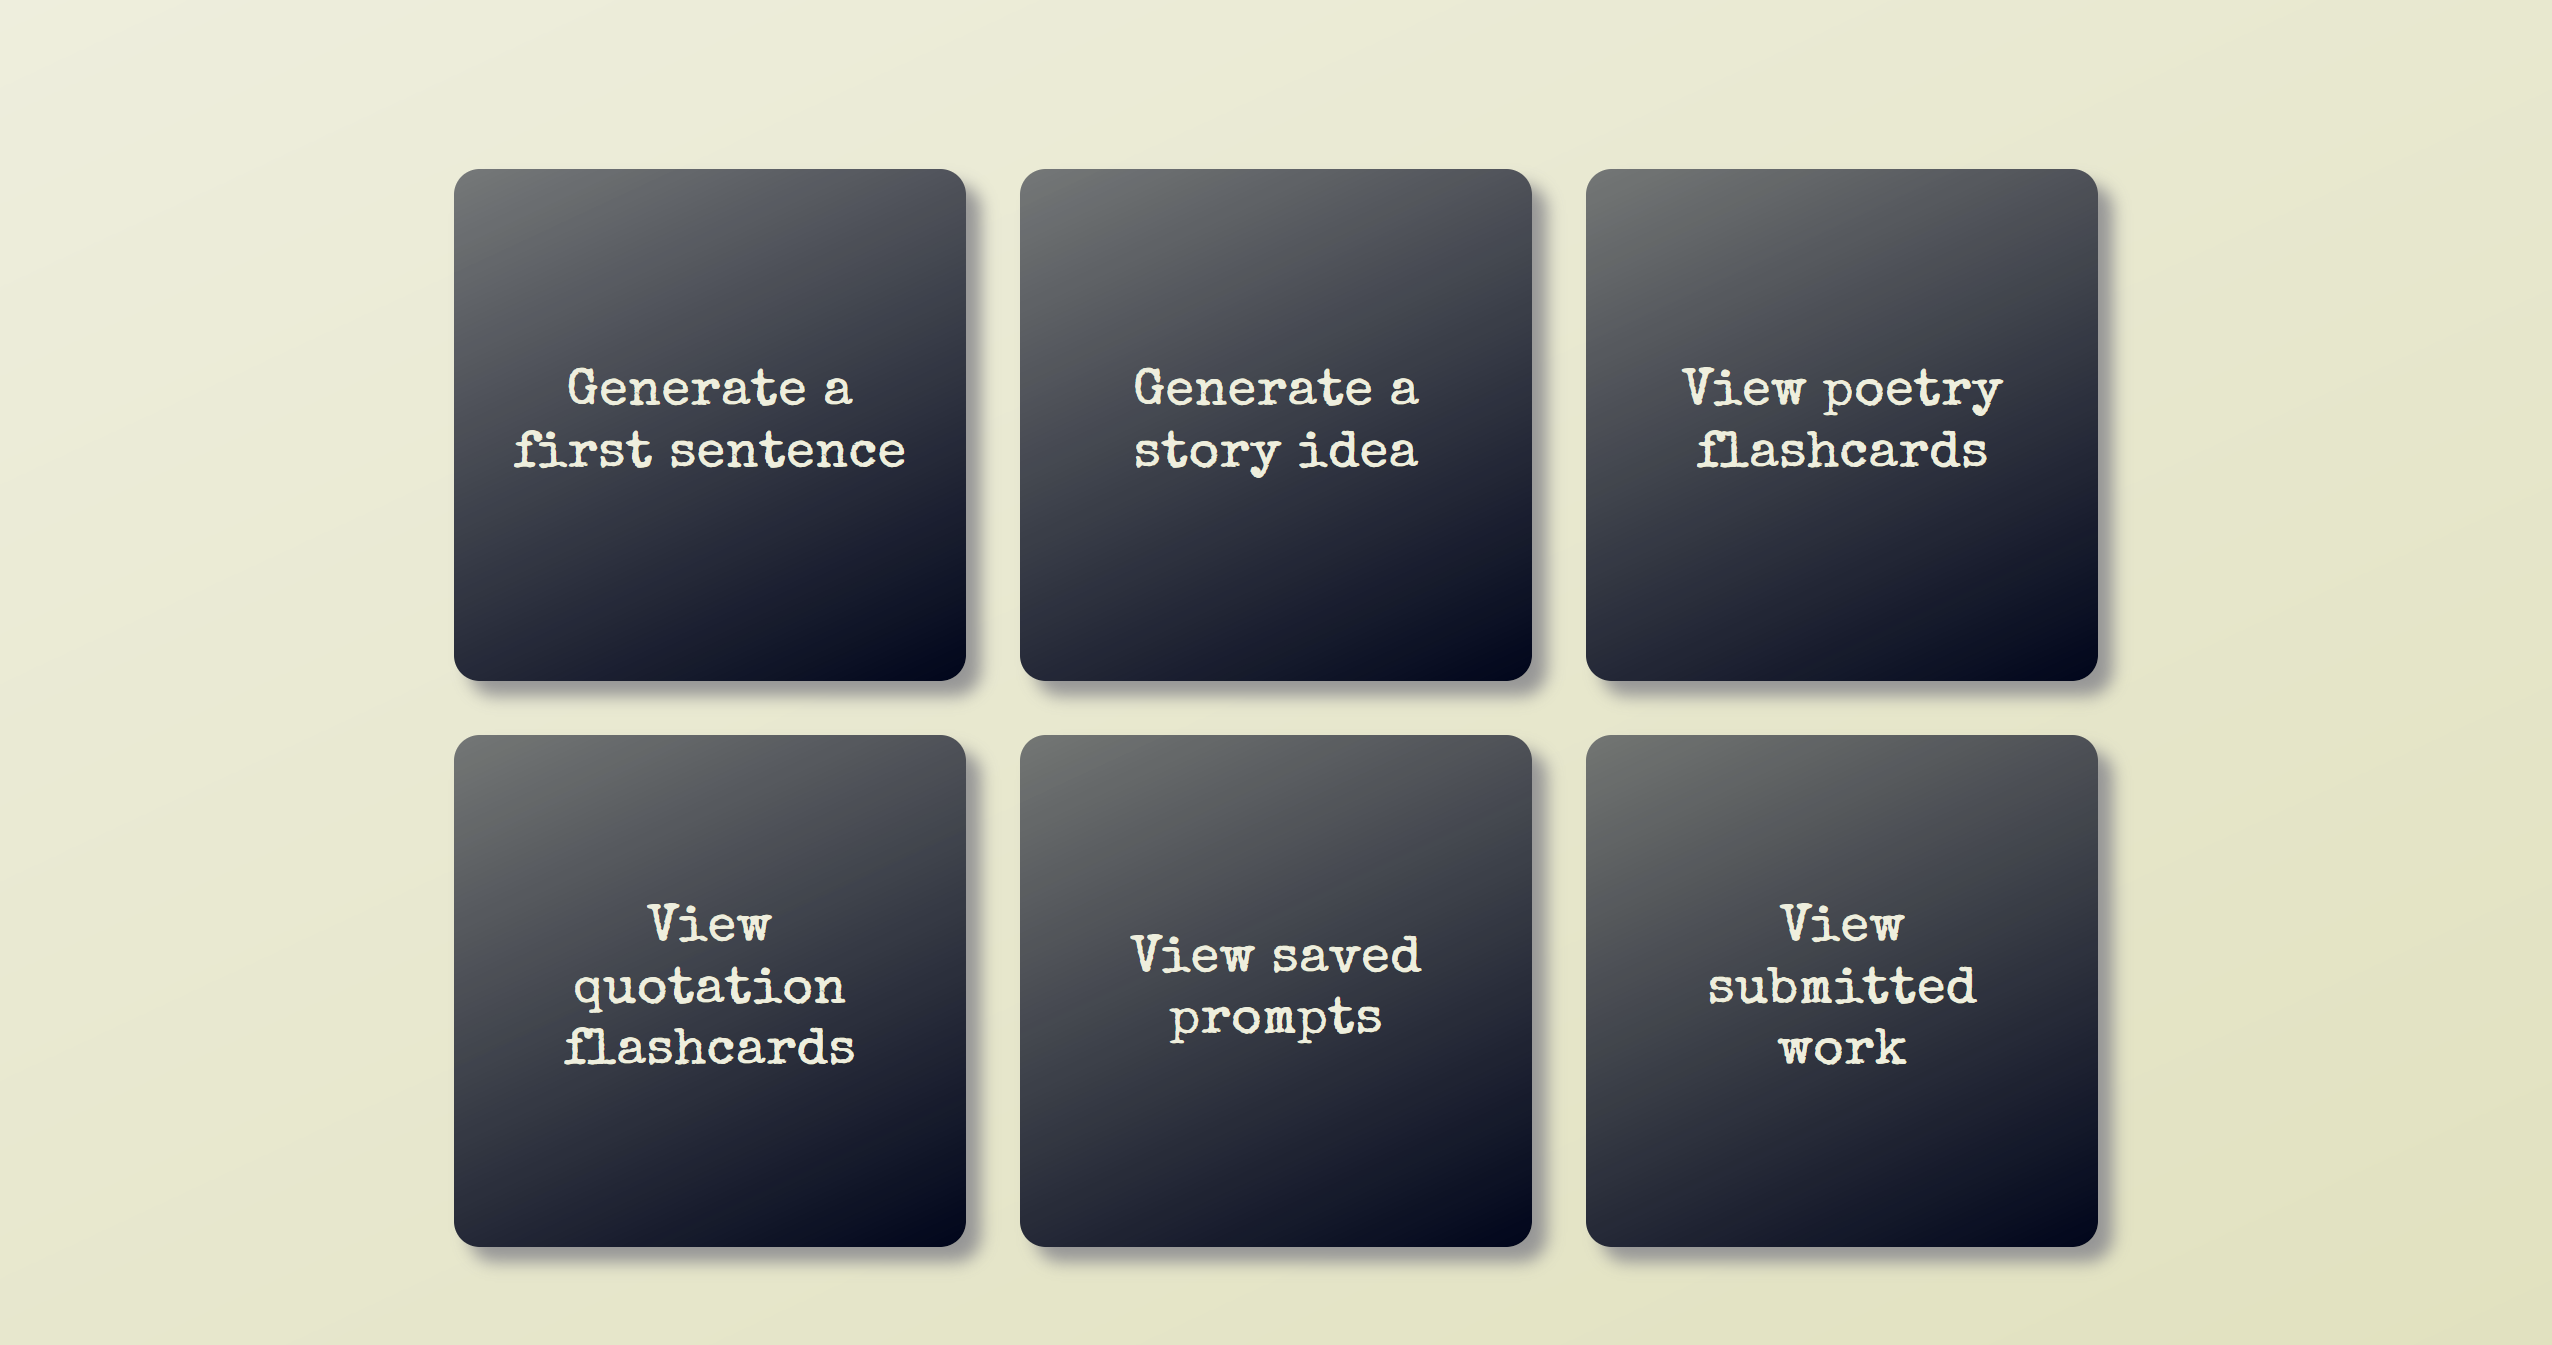 Generate a
first sentence
Generate a
story idea
View poetry
flashcards
View
quotation
flashcards
View saved
prompts
View
submitted
work